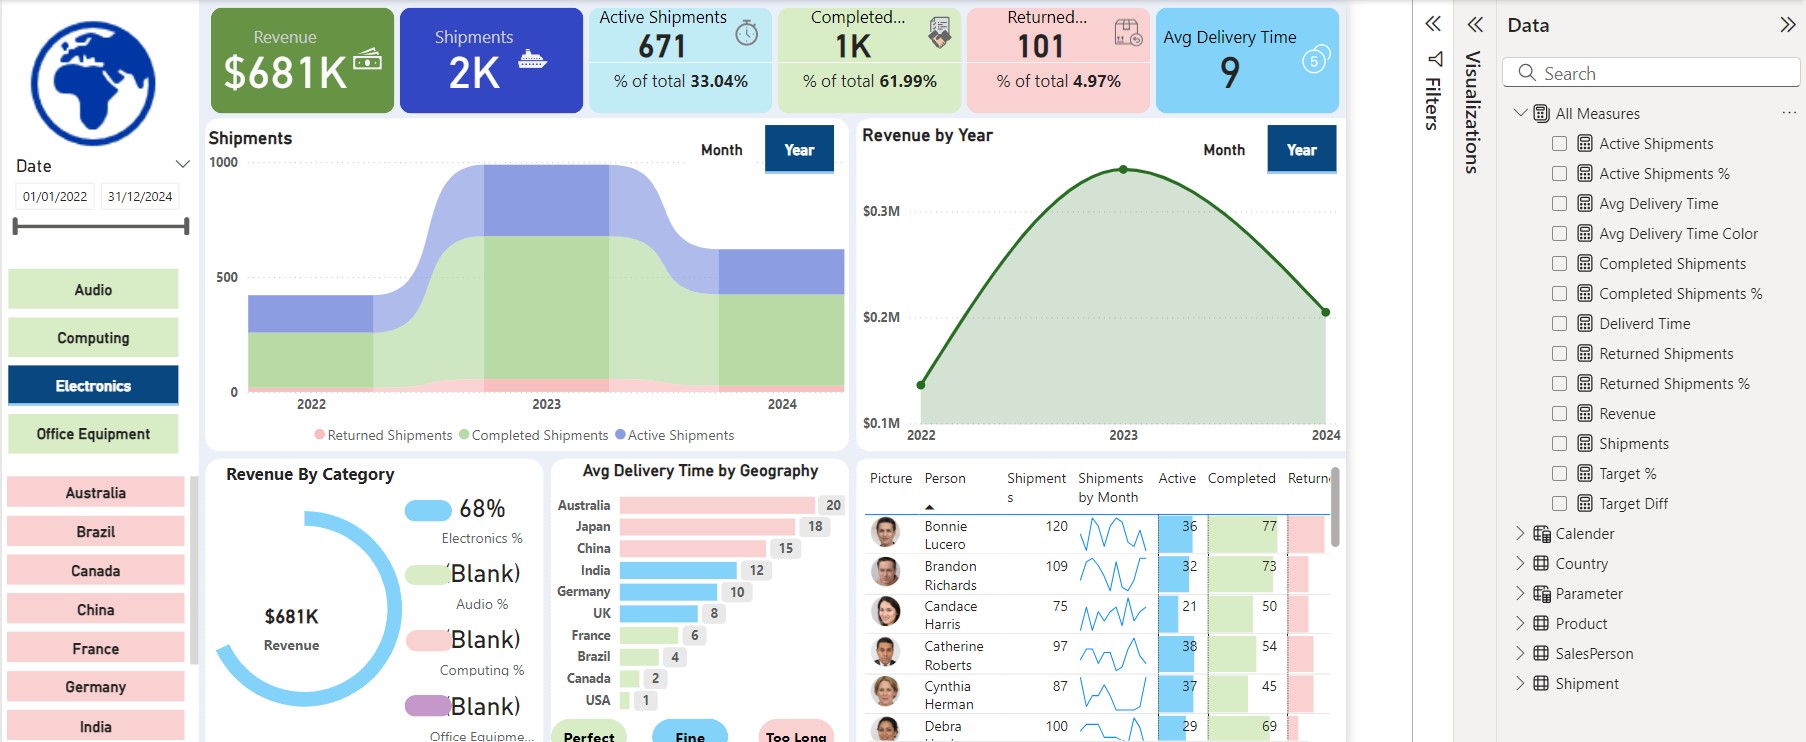 Revenue
$681K
Shipments
2K
Active Shipments
671
% of total 33.04%
Completed...
1K
% of total 61.99%
Returned...
101
% of total 4.97%
Avg Delivery Time
9
5
Date
01/01/2022 31/12/2024
Audio
Computing
Electronics
Office Equipment
Australia
Brazil
Canada
China
France
Germany
India
Shipments
Month Year
1000
500
0
2022 2023 2024
Returned Shipments Completed Shipments Active Shipments
Revenue by Year
Month Year
$0.3M
$0.2M
$0.1M
2022 2023 2024
Revenue By Category
$681K
Revenue
68%
Electronics %
(Blank)
Audio %
(Blank)
Computing %
(Blank)
Office Equipme...
Avg Delivery Time by Geography
Australia 20
Japan 18
China 15
India 12
Germany 10
UK 8
France 6
Brazil 4
Canada 2
USA 1
Perfect Fine Too Long
Picture Person Shipment Shipments Active Completed Return
s by Month
Bonnie 120 36 77
Lucero
Brandon 109 32 73
Richards
Candace 75 21 50
Harris
Catherine 97 38 54
Roberts
Cynthia 87 37 45
Herman
Debra 100 29 69
Filters
Visualizations
Data
Search
All Measures ...
Active Shipments
Active Shipments %
Avg Delivery Time
Avg Delivery Time Color
Completed Shipments
Completed Shipments %
Deliverd Time
Returned Shipments
Returned Shipments %
Revenue
Shipments
Target %
Target Diff
Calender
Country
Parameter
Product
SalesPerson
Shipment